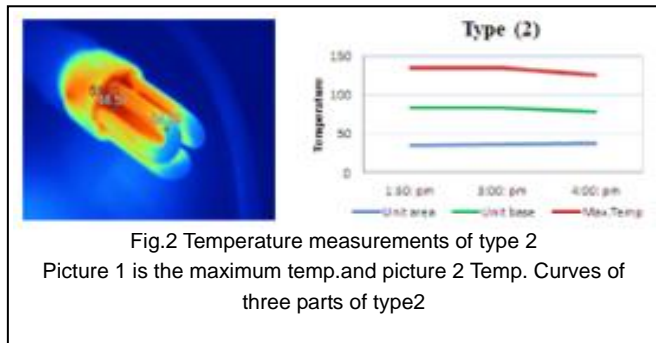 Type (2)
150
100
50
0
Temperature
1:30: pm 3:00: pm 4:00: pm
Unit area Unit base Max.Temp
Fig.2 Temperature measurements of type 2
Picture 1 is the maximum temp.and picture 2 Temp. Curves of
three parts of type2